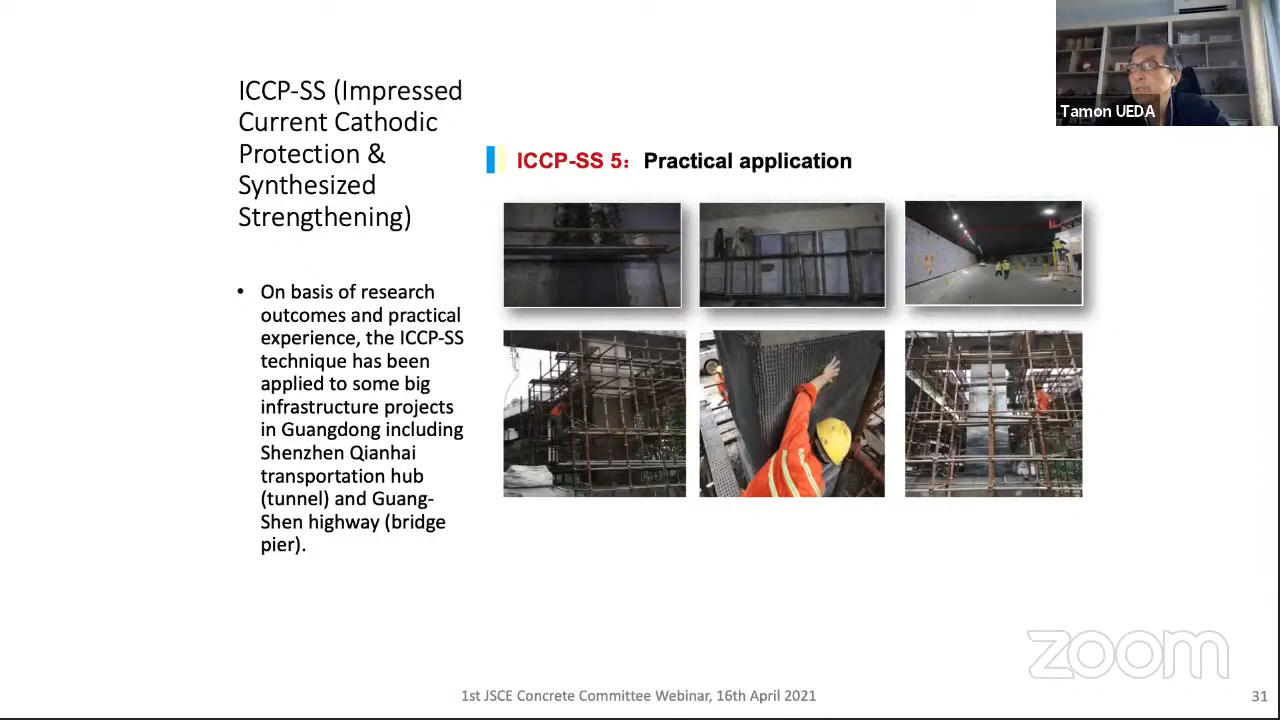 ICCP-SS (Impressed
Current Cathodic
Protection &
Synthesized
Strengthening)
• On basis of research
outcomes and practical
experience, the ICCP-SS
technique has been
applied to some big
infrastructure projects
in Guangdong including
Shenzhen Qianhai
transportation hub
(tunnel) and Guang-
Shen highway (bridge
pier).
ICCP-SS 5：Practical application
Tamon UEDA
zoom
1st JSCE Concrete Committee Webinar, 16th April 2021
31